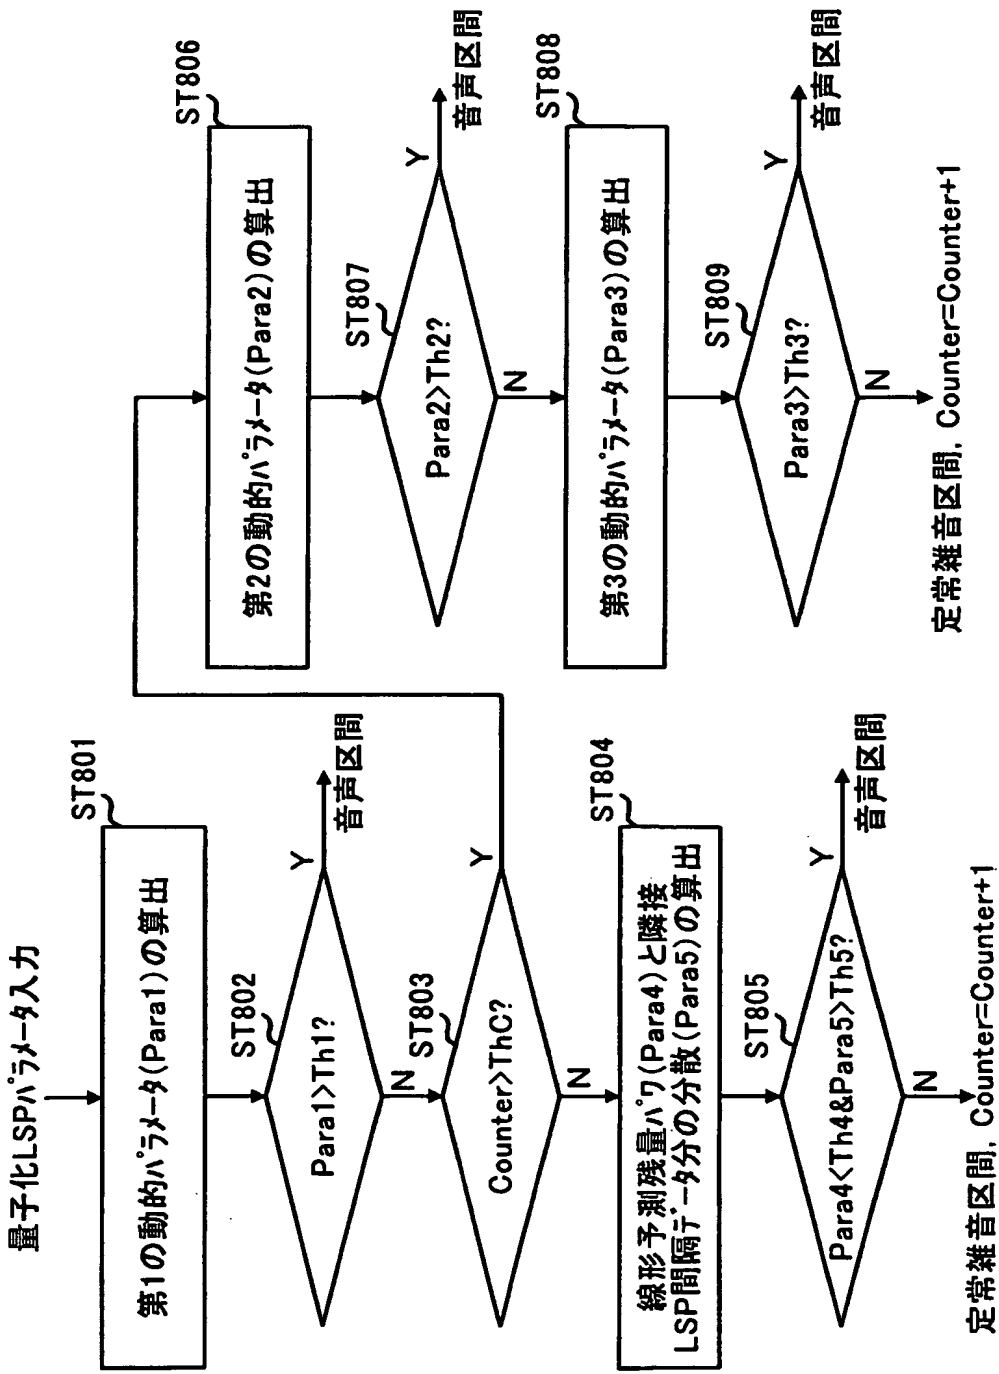 量子化LSPパラメータ入力
ST801
第1の動的パラメータ(Para1)の算出
ST802
Para1>Th1?
Y
音声区間
N
ST803
Counter>ThC?
Y
N
ST804
線形予測残量パワ(Para4)と隣接
LSP間隔データ分の分散(Para5)の算出
ST805
Para4<Th4&Para5>Th5?
Y
音声区間
N
定常雑音区間, Counter=Counter+1
ST806
第2の動的パラメータ(Para2)の算出
ST807
Para2>Th2?
Y
音声区間
N
ST808
第3の動的パラメータ(Para3)の算出
ST809
Para3>Th3?
Y
音声区間
N
定常雑音区間, Counter=Counter+1